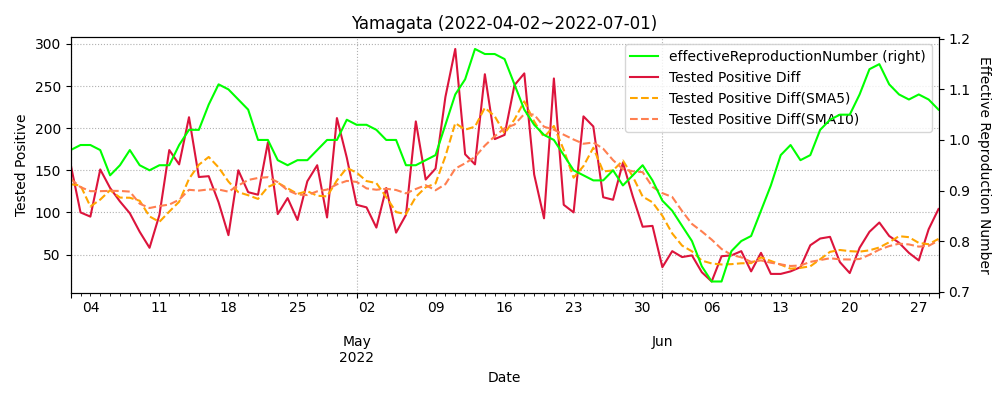 Yamagata (2022-04-02~2022-07-01)
effectiveReproductionNumber (right)
Tested Positive Diff
Tested Positive Diff(SMA5)
Tested Positive Diff(SMA10)
Tested Positive
300
250
200
150
100
50
1.2
1.1
1.0
0.9
0.8
0.7
Effective Reproduction Number
04 11 18 25 02 09 16 23 30 06 13 20 27
May Jun
2022
Date